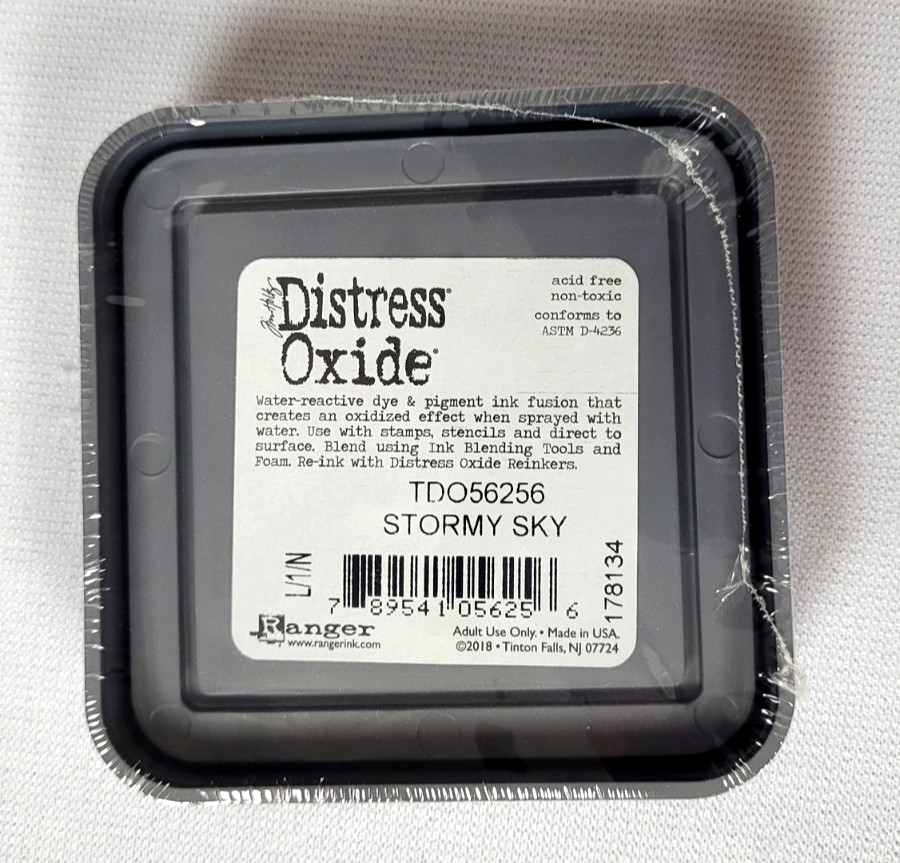 Tim Holtz
Distress®
Oxide®
acid free
non-toxic
conforms to
ASTM D-4236
Water-reactive dye & pigment ink fusion that
creates an oxidized effect when sprayed with
water. Use with stamps, stencils and direct to
surface. Blend using Ink Blending Tools and
Foam. Re-ink with Distress Oxide Reinkers.
TDO56256
STORMY SKY
L/1/N
7 89541 05625 6
178134
Ranger
www.rangerink.com
Adult Use Only. • Made in USA.
©2018 • Tinton Falls, NJ 07724